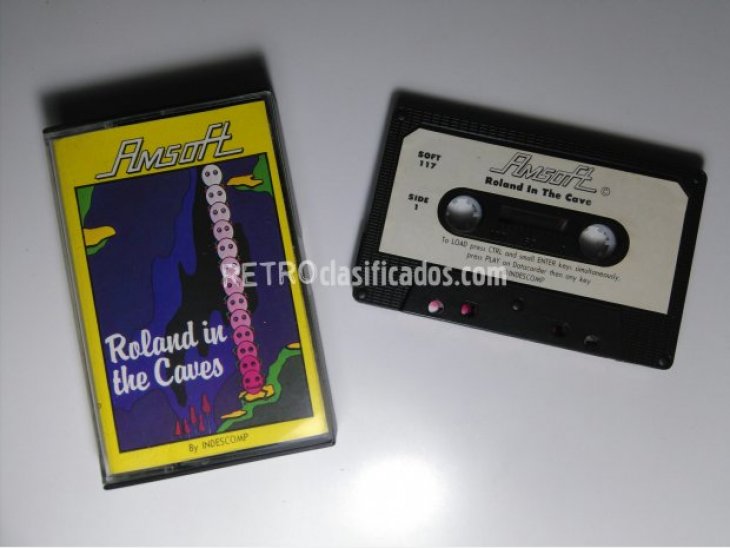 Amsoft
Roland in
the Caves
By INDESCOMP
Amsoft ©
SOFT
117
Roland In The Cave
SIDE
1
To LOAD press CTRL and small ENTER keys simultaneously,
press PLAY on Datacorder then any key
INDESCOMP
RETROclasificados.com